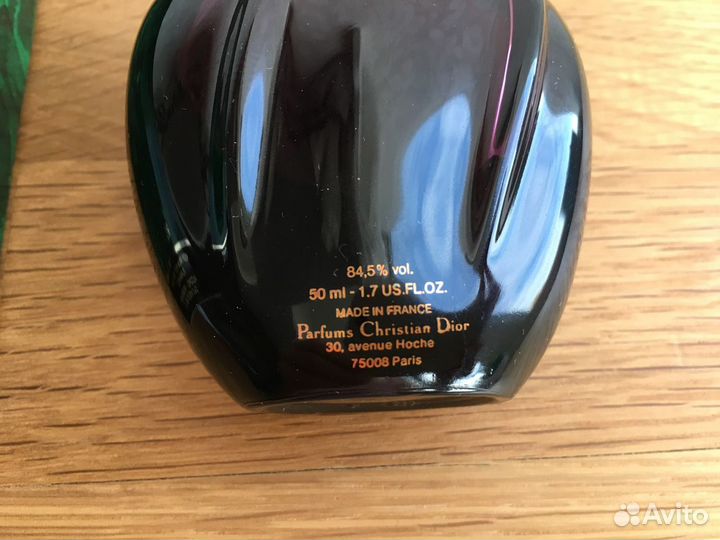 84,5% vol.
50 ml - 1.7 US.FL.OZ.
MADE IN FRANCE
Parfums Christian Dior
30, avenue Hoche
75008 Paris
Avito